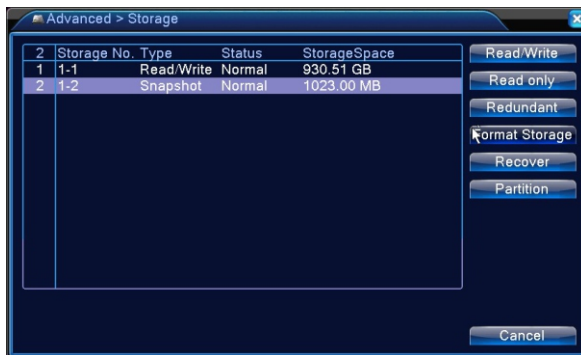 Advanced > Storage
2 Storage No. Type Status StorageSpace
1 1-1 Read/Write Normal 930.51 GB
2 1-2 Snapshot Normal 1023.00 MB
Read/Write
Read only
Redundant
Format Storage
Recover
Partition
Cancel